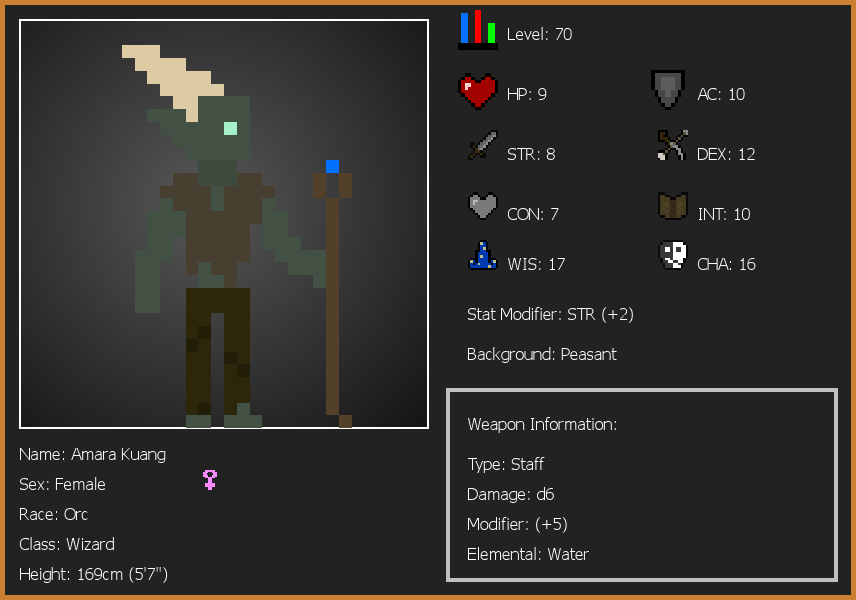 Level: 70
HP: 9
AC: 10
STR: 8
DEX: 12
CON: 7
INT: 10
WIS: 17
CHA: 16
Stat Modifier: STR (+2)
Background: Peasant
Weapon Information:
Type: Staff
Damage: d6
Modifier: (+5)
Elemental: Water
Name: Amara Kuang
Sex: Female
Race: Orc
Class: Wizard
Height: 169cm (5'7")